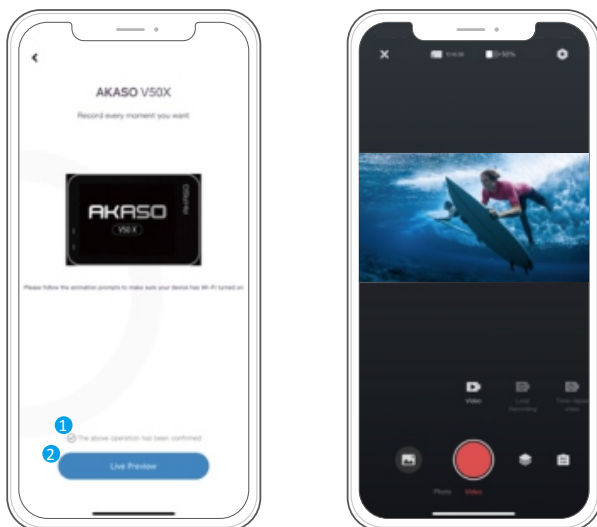 AKASO V50X
Record every moment you want
AKASO
AKASO
V50 X
Please follow the animation prompts to make sure your device has Wi-Fi turned on
1
The above operation has been confirmed
2
Live Preview
50%
Video
Loop
Recording
Time-lapse
video
Photo
Video